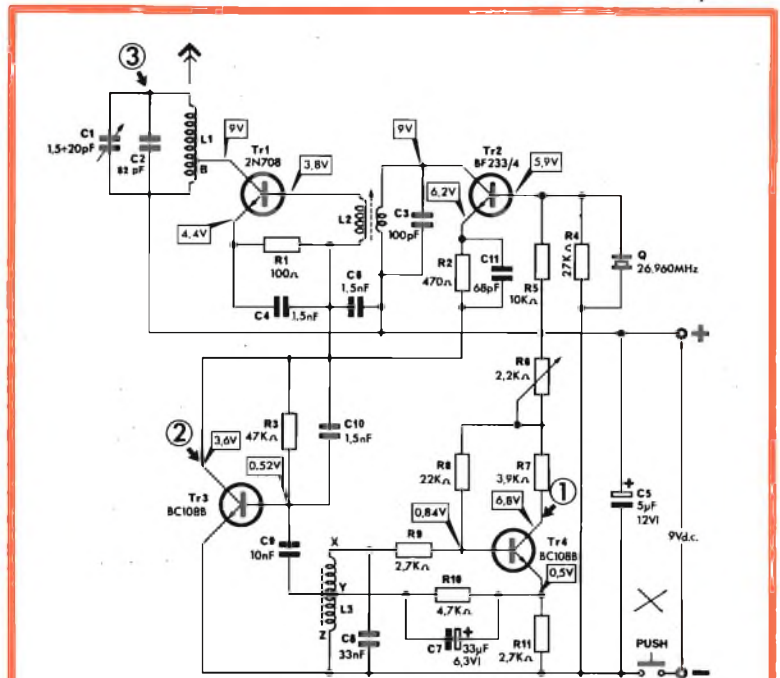 ③
C1
1,5÷20pF
C2
82 pF
L1
B
9V
Tr1
2N708
3,8V
4,4V
R1
100Ω
C4
1,5nF
C6
1,5nF
L2
9V
C3
100pF
Tr2
BF233/4
5,9V
6,2V
R2
470Ω
C11
68pF
R5
10KΩ
R4
27KΩ
Q
26,960MHz
+
R6
2,2KΩ
②
3,6V
R3
47KΩ
C10
1,5nF
0,52V
Tr3
BC108B
C9
10nF
R8
22KΩ
R7
3,9KΩ
①
6,8V
0,84V
Tr4
BC108B
X
R9
2,7KΩ
Y
L3
Z
R10
4,7KΩ
0,5V
C8
33nF
C7
+
33µF
6,3Vl
R11
2,7KΩ
+
C5
5µF
12Vl
9Vd.c.
PUSH
−